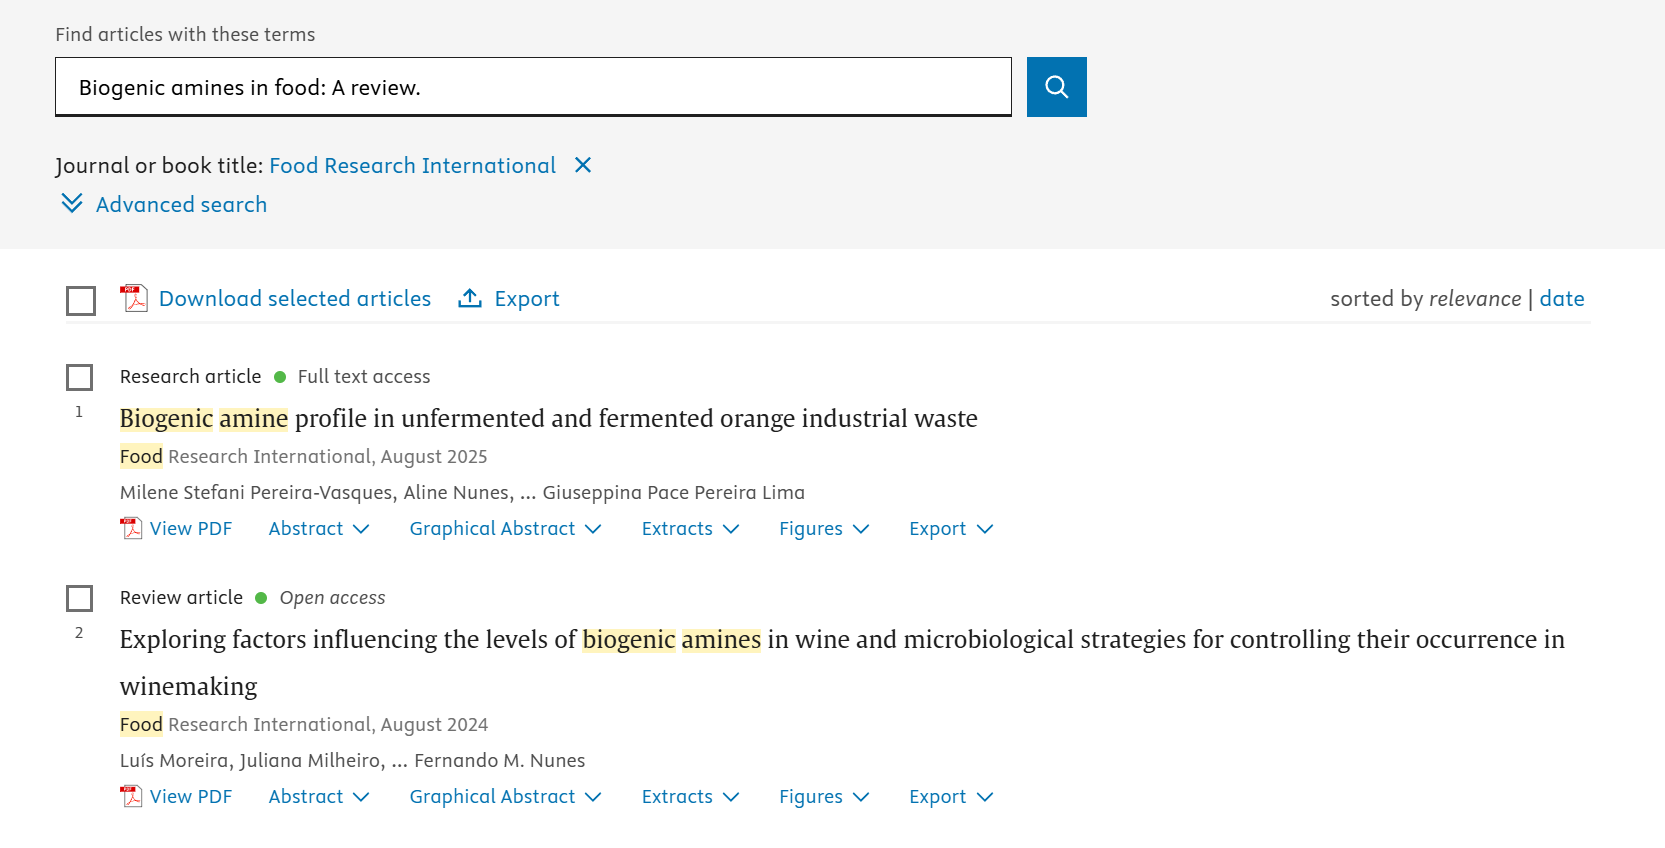 Find articles with these terms
Biogenic amines in food: A review.
Journal or book title: Food Research International
Advanced search
Download selected articles Export sorted by relevance | date
Research article Full text access
1 Biogenic amine profile in unfermented and fermented orange industrial waste
Food Research International, August 2025
Milene Stefani Pereira-Vasques, Aline Nunes, ... Giuseppina Pace Pereira Lima
View PDF Abstract Graphical Abstract Extracts Figures Export
Review article Open access
2 Exploring factors influencing the levels of biogenic amines in wine and microbiological strategies for controlling their occurrence in
winemaking
Food Research International, August 2024
Luís Moreira, Juliana Milheiro, ... Fernando M. Nunes
View PDF Abstract Graphical Abstract Extracts Figures Export